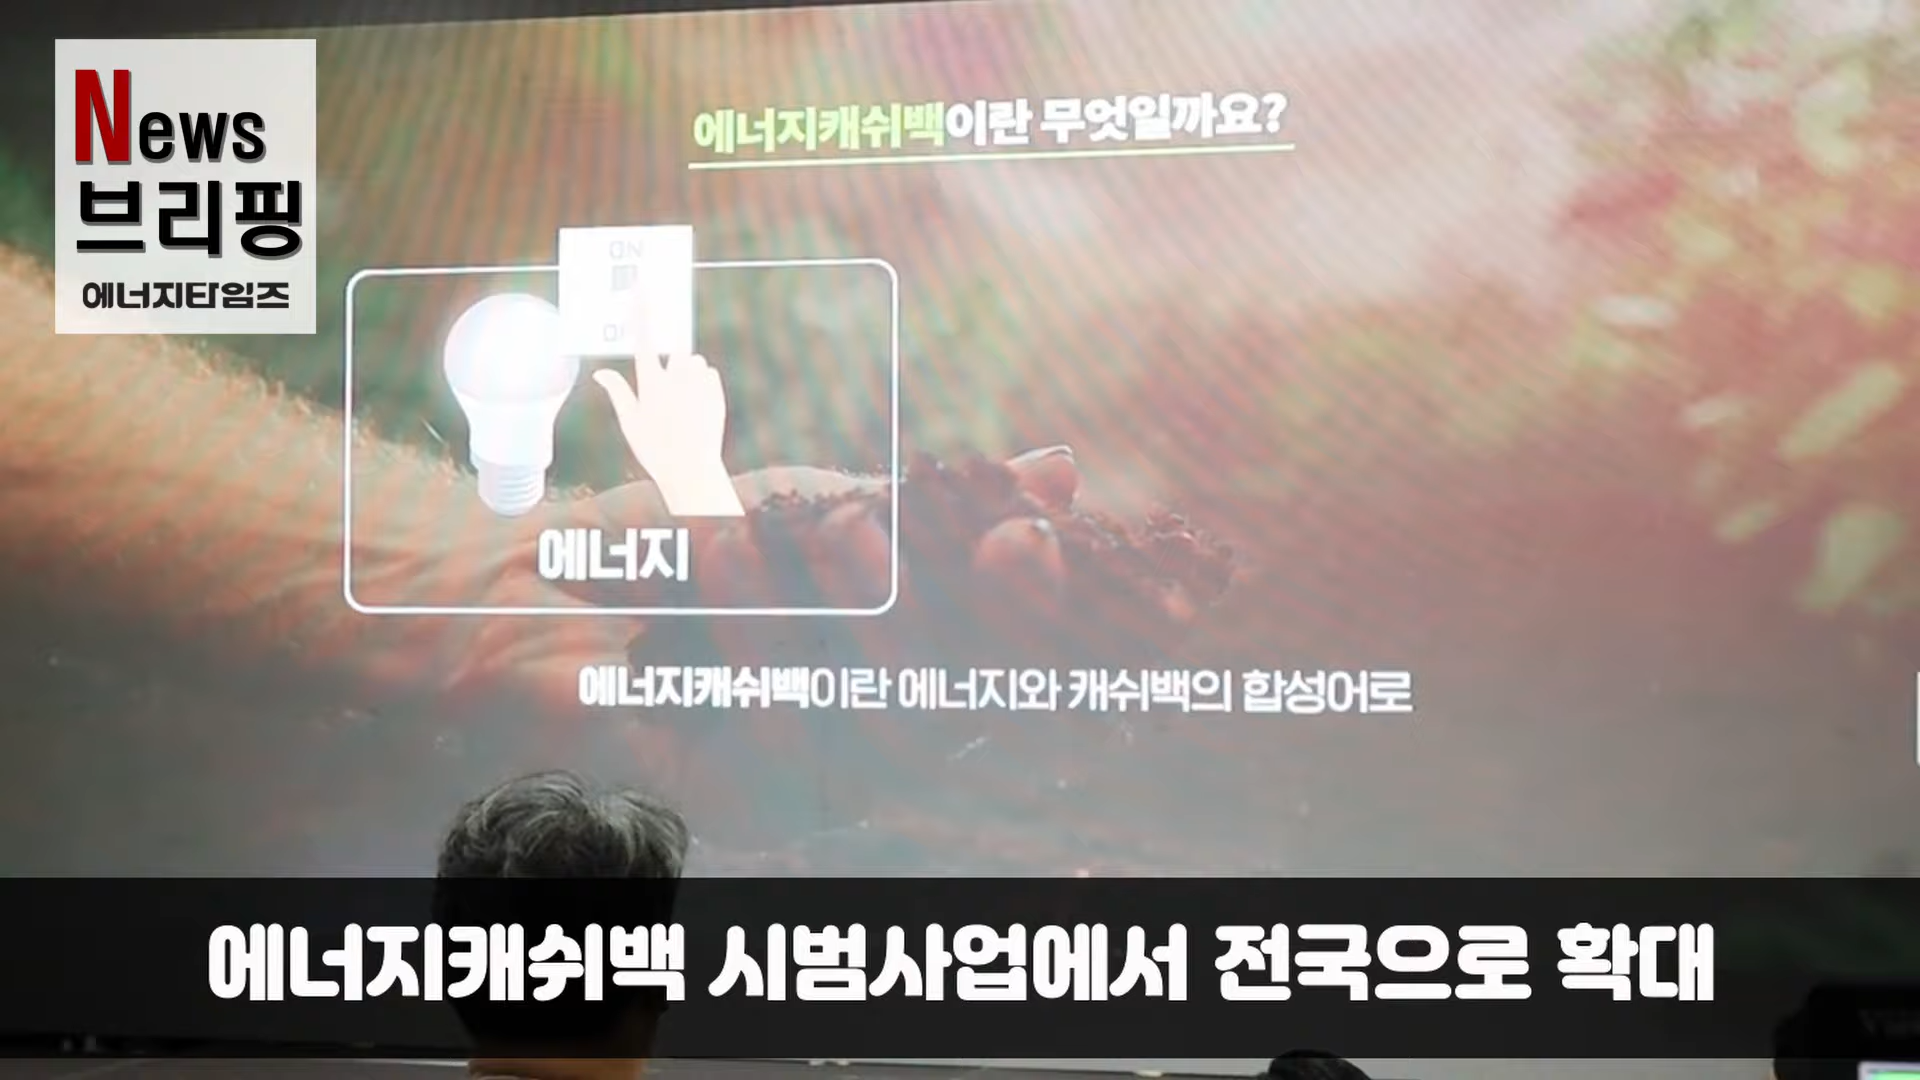 News
브리핑
에너지타임즈
에너지캐쉬백이란 무엇일까요?
ON
에너지
에너지캐쉬백이란 에너지와 캐쉬백의 합성어로
에너지캐쉬백 시범사업에서 전국으로 확대